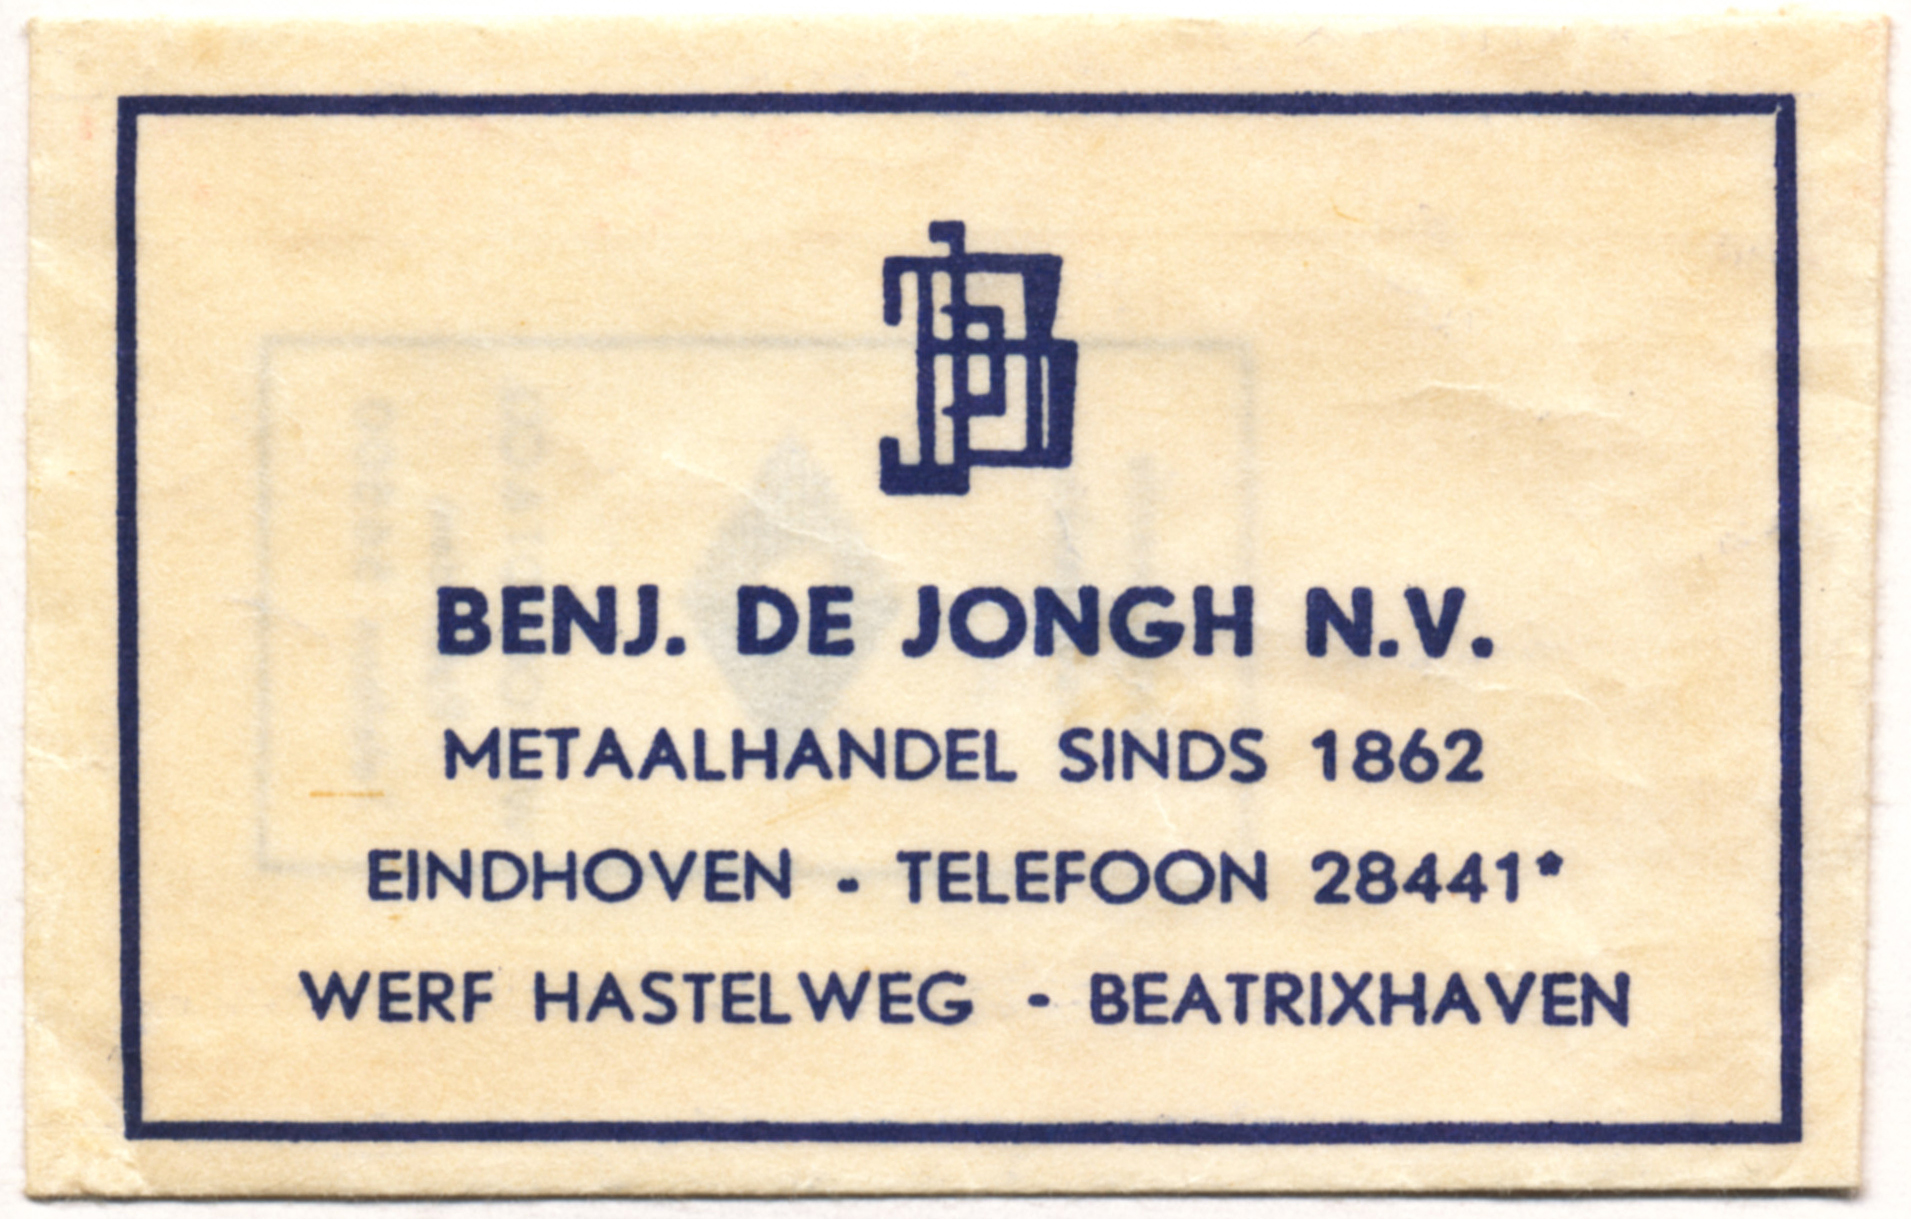 BENJ. DE JONGH N.V.
METAALHANDEL SINDS 1862
EINDHOVEN - TELEFOON 28441*
WERF HASTELWEG - BEATRIXHAVEN